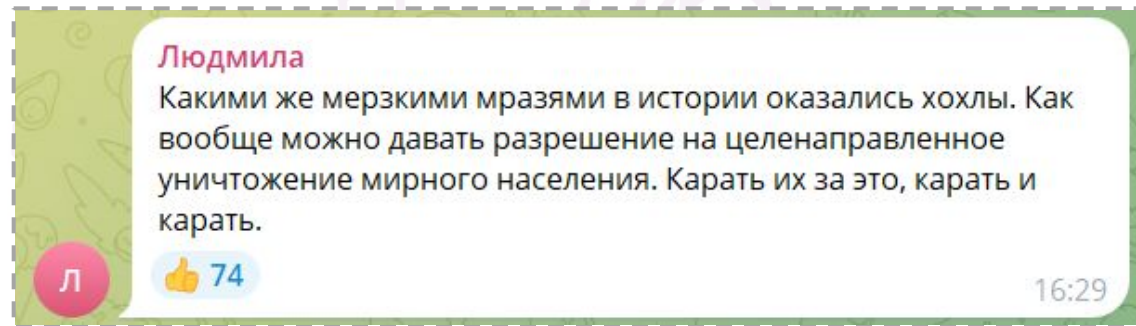 Людмила
Какими же мерзкими мразями в истории оказались хохлы. Как
вообще можно давать разрешение на целенаправленное
уничтожение мирного населения. Карать их за это, карать и
карать.
👍 74
16:29
Л